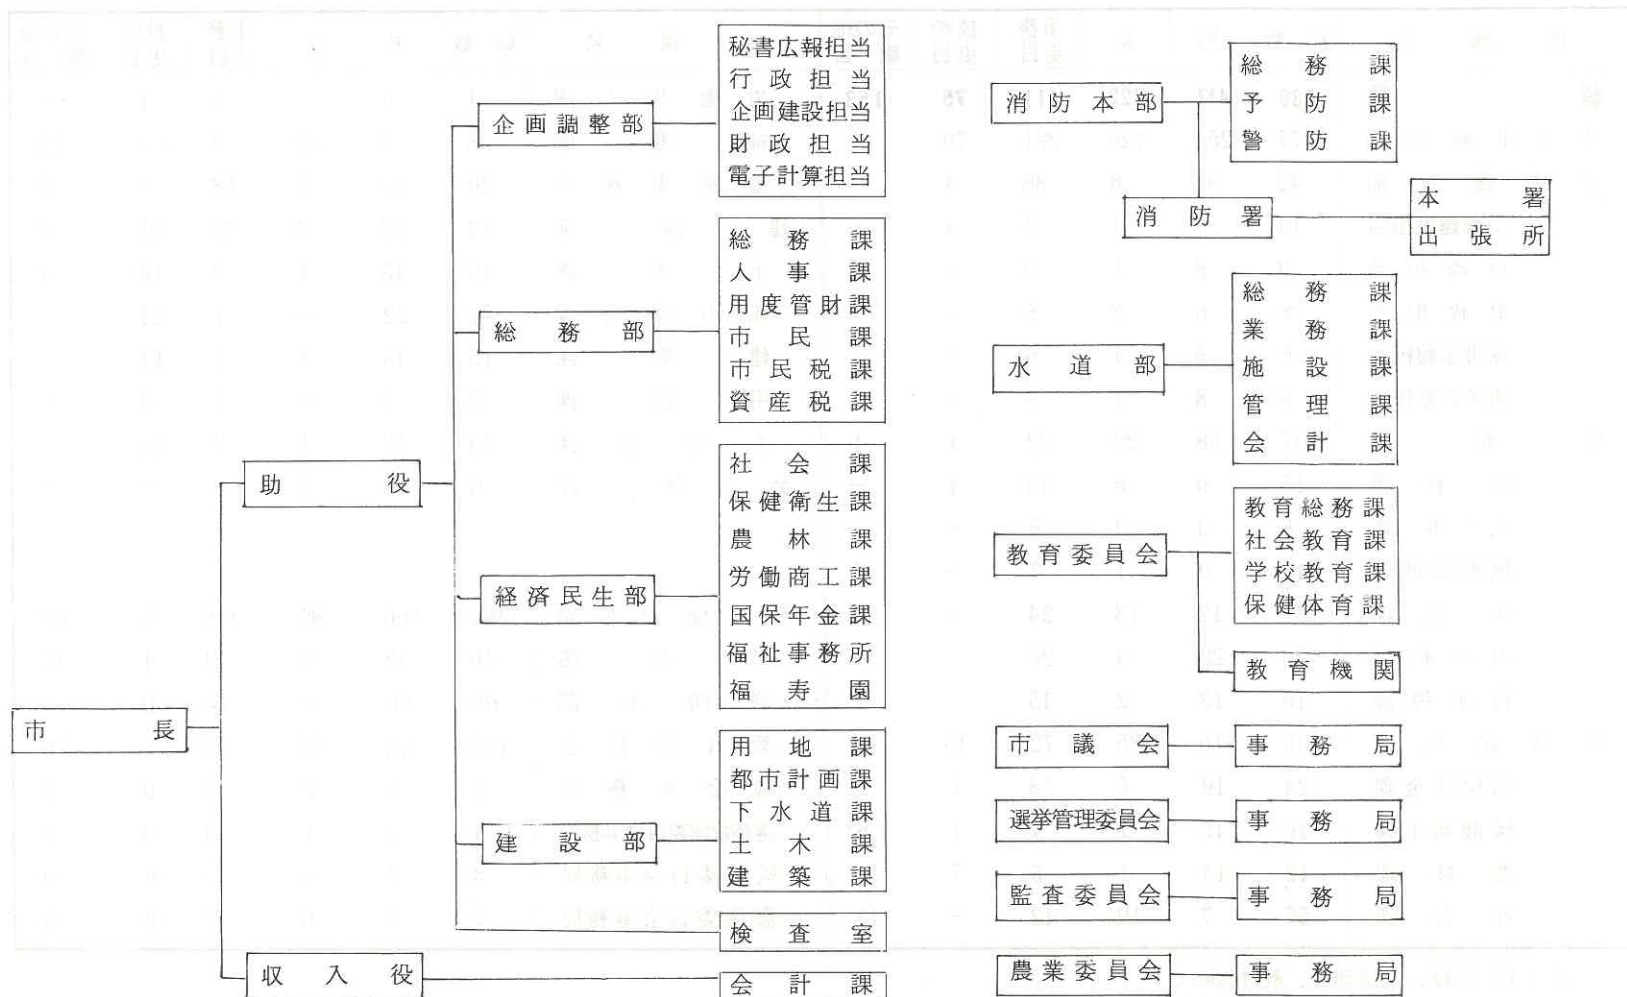 市長
助役
収入役
企画調整部
秘書広報担当
行政担当
企画建設担当
財政担当
電子計算担当
総務部
総務課
人事課
用度管財課
市民課
市民税課
資産税課
経済民生部
社会課
保健衛生課
農林課
労働商工課
国保年金課
福祉事務所
福寿園
建設部
用地課
都市計画課
下水道課
土木課
建築課
検査室
会計課
消防本部
総務課
予防課
警防課
消防署
本署
出張所
水道部
総務課
業務課
施設課
管理課
会計課
教育委員会
教育総務課
社会教育課
学校教育課
保健体育課
教育機関
市議会
事務局
選挙管理委員会
事務局
監査委員会
事務局
農業委員会
事務局